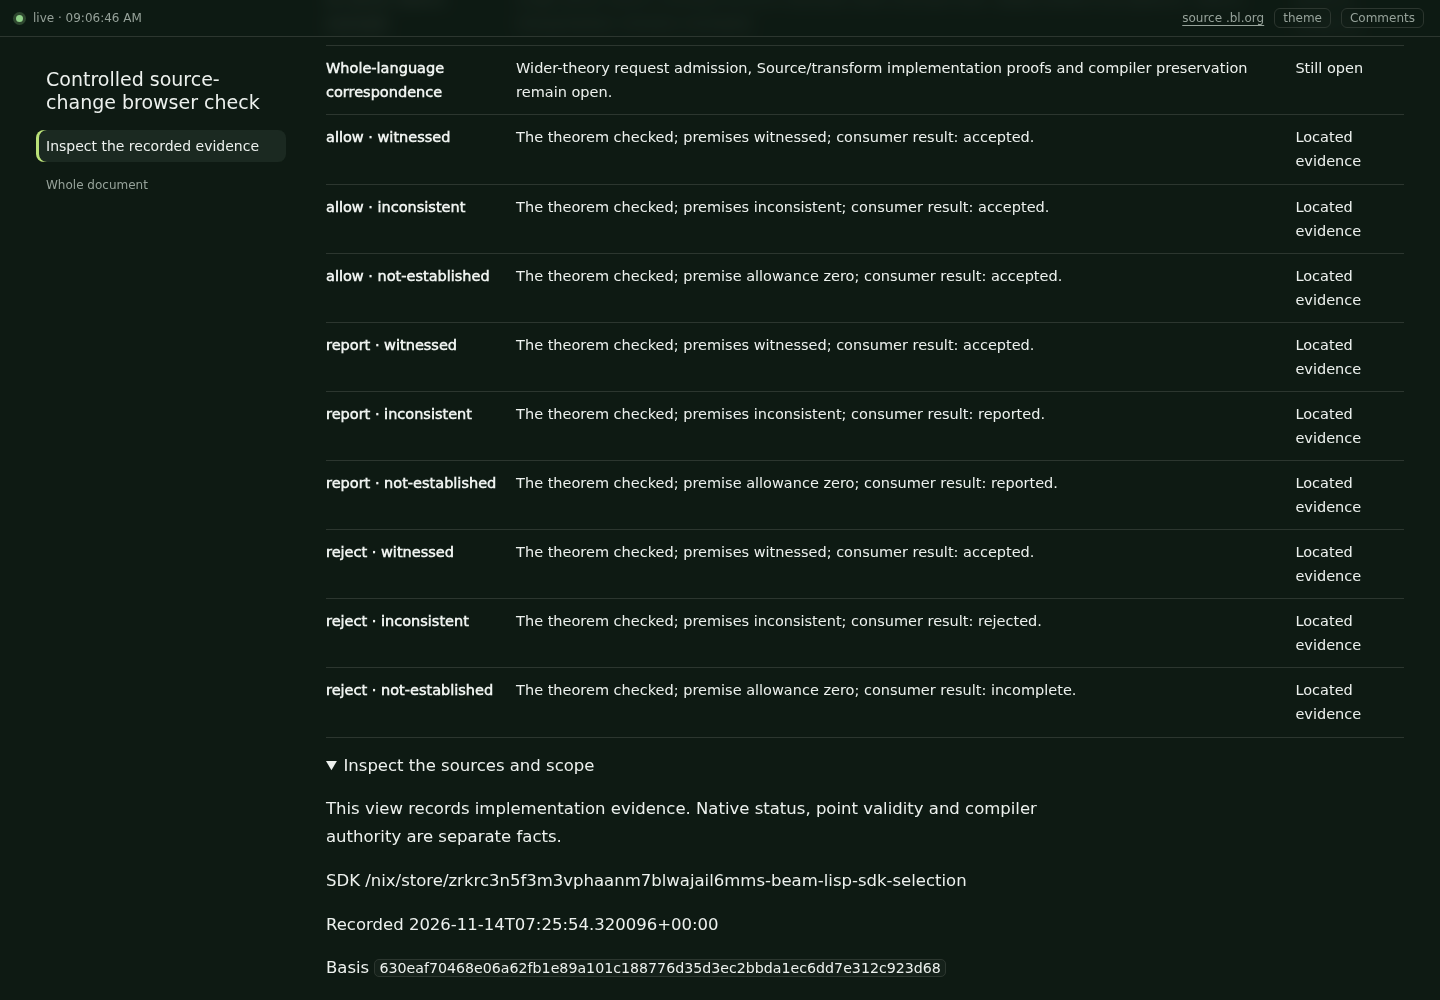 live · 09:06:46 AM
source .bl.org
theme
Comments
Controlled source-
change browser check
Inspect the recorded evidence
Whole document
Whole-language
correspondence
Wider-theory request admission, Source/transform implementation proofs and compiler preservation
remain open.
Still open
allow · witnessed
The theorem checked; premises witnessed; consumer result: accepted.
Located
evidence
allow · inconsistent
The theorem checked; premises inconsistent; consumer result: accepted.
Located
evidence
allow · not-established
The theorem checked; premise allowance zero; consumer result: accepted.
Located
evidence
report · witnessed
The theorem checked; premises witnessed; consumer result: accepted.
Located
evidence
report · inconsistent
The theorem checked; premises inconsistent; consumer result: reported.
Located
evidence
report · not-established
The theorem checked; premise allowance zero; consumer result: reported.
Located
evidence
reject · witnessed
The theorem checked; premises witnessed; consumer result: accepted.
Located
evidence
reject · inconsistent
The theorem checked; premises inconsistent; consumer result: rejected.
Located
evidence
reject · not-established
The theorem checked; premise allowance zero; consumer result: incomplete.
Located
evidence
▼ Inspect the sources and scope
This view records implementation evidence. Native status, point validity and compiler
authority are separate facts.
SDK /nix/store/zrkrc3n5f3m3vphaanm7blwajail6mms-beam-lisp-sdk-selection
Recorded 2026-11-14T07:25:54.320096+00:00
Basis 630eaf70468e06a62fb1e89a101c188776d35d3ec2bbda1ec6dd7e312c923d68